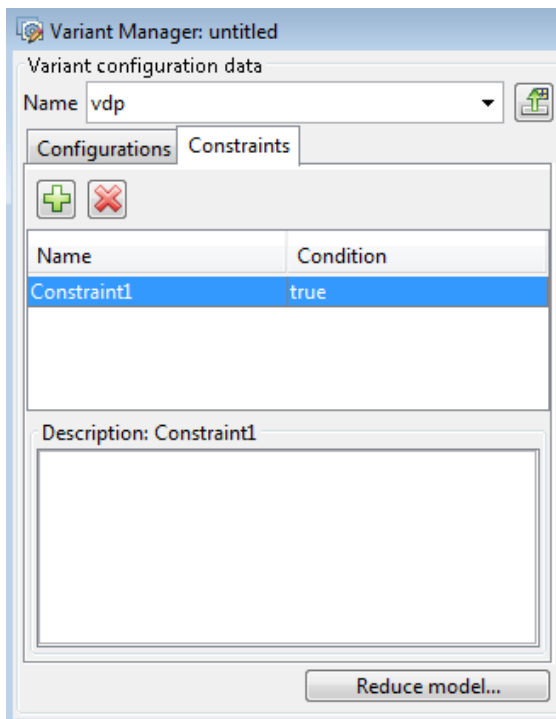 Variant Manager: untitled
Variant configuration data
Name vdp
Configurations Constraints
Name Condition
Constraint1 true
Description: Constraint1
Reduce model...